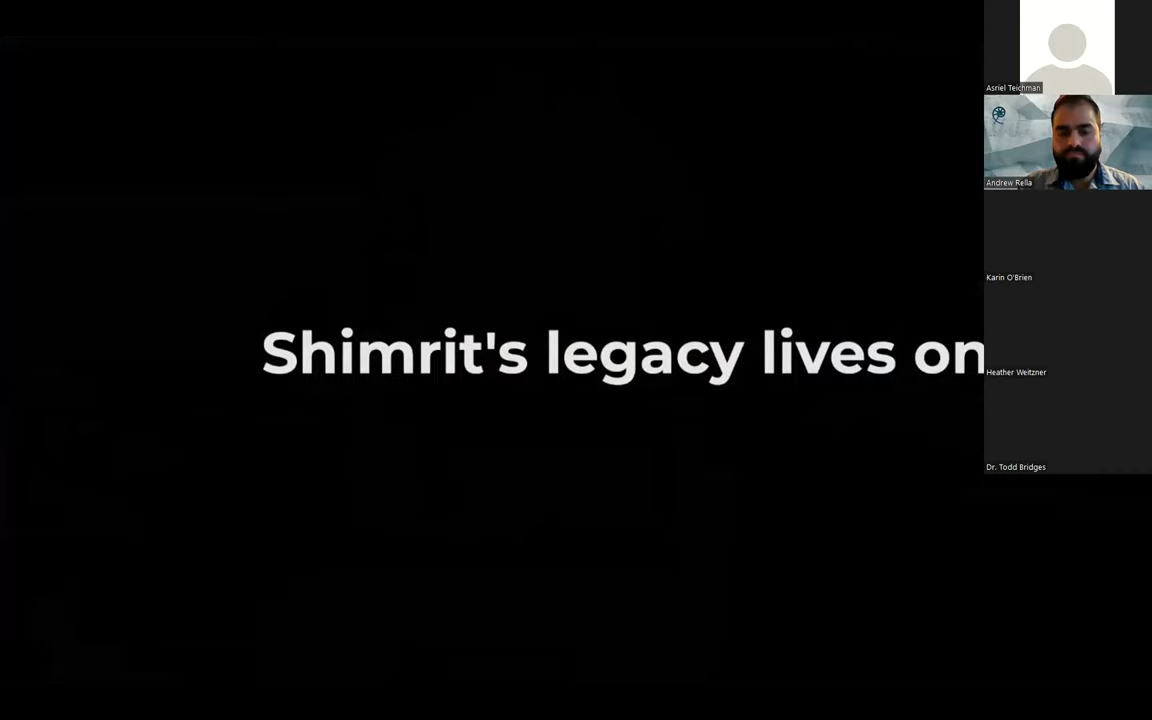 Shimrit's legacy lives on
Asriel Teichman
Andrew Rella
Karin O'Brien
Heather Weitzner
Dr. Todd Bridges